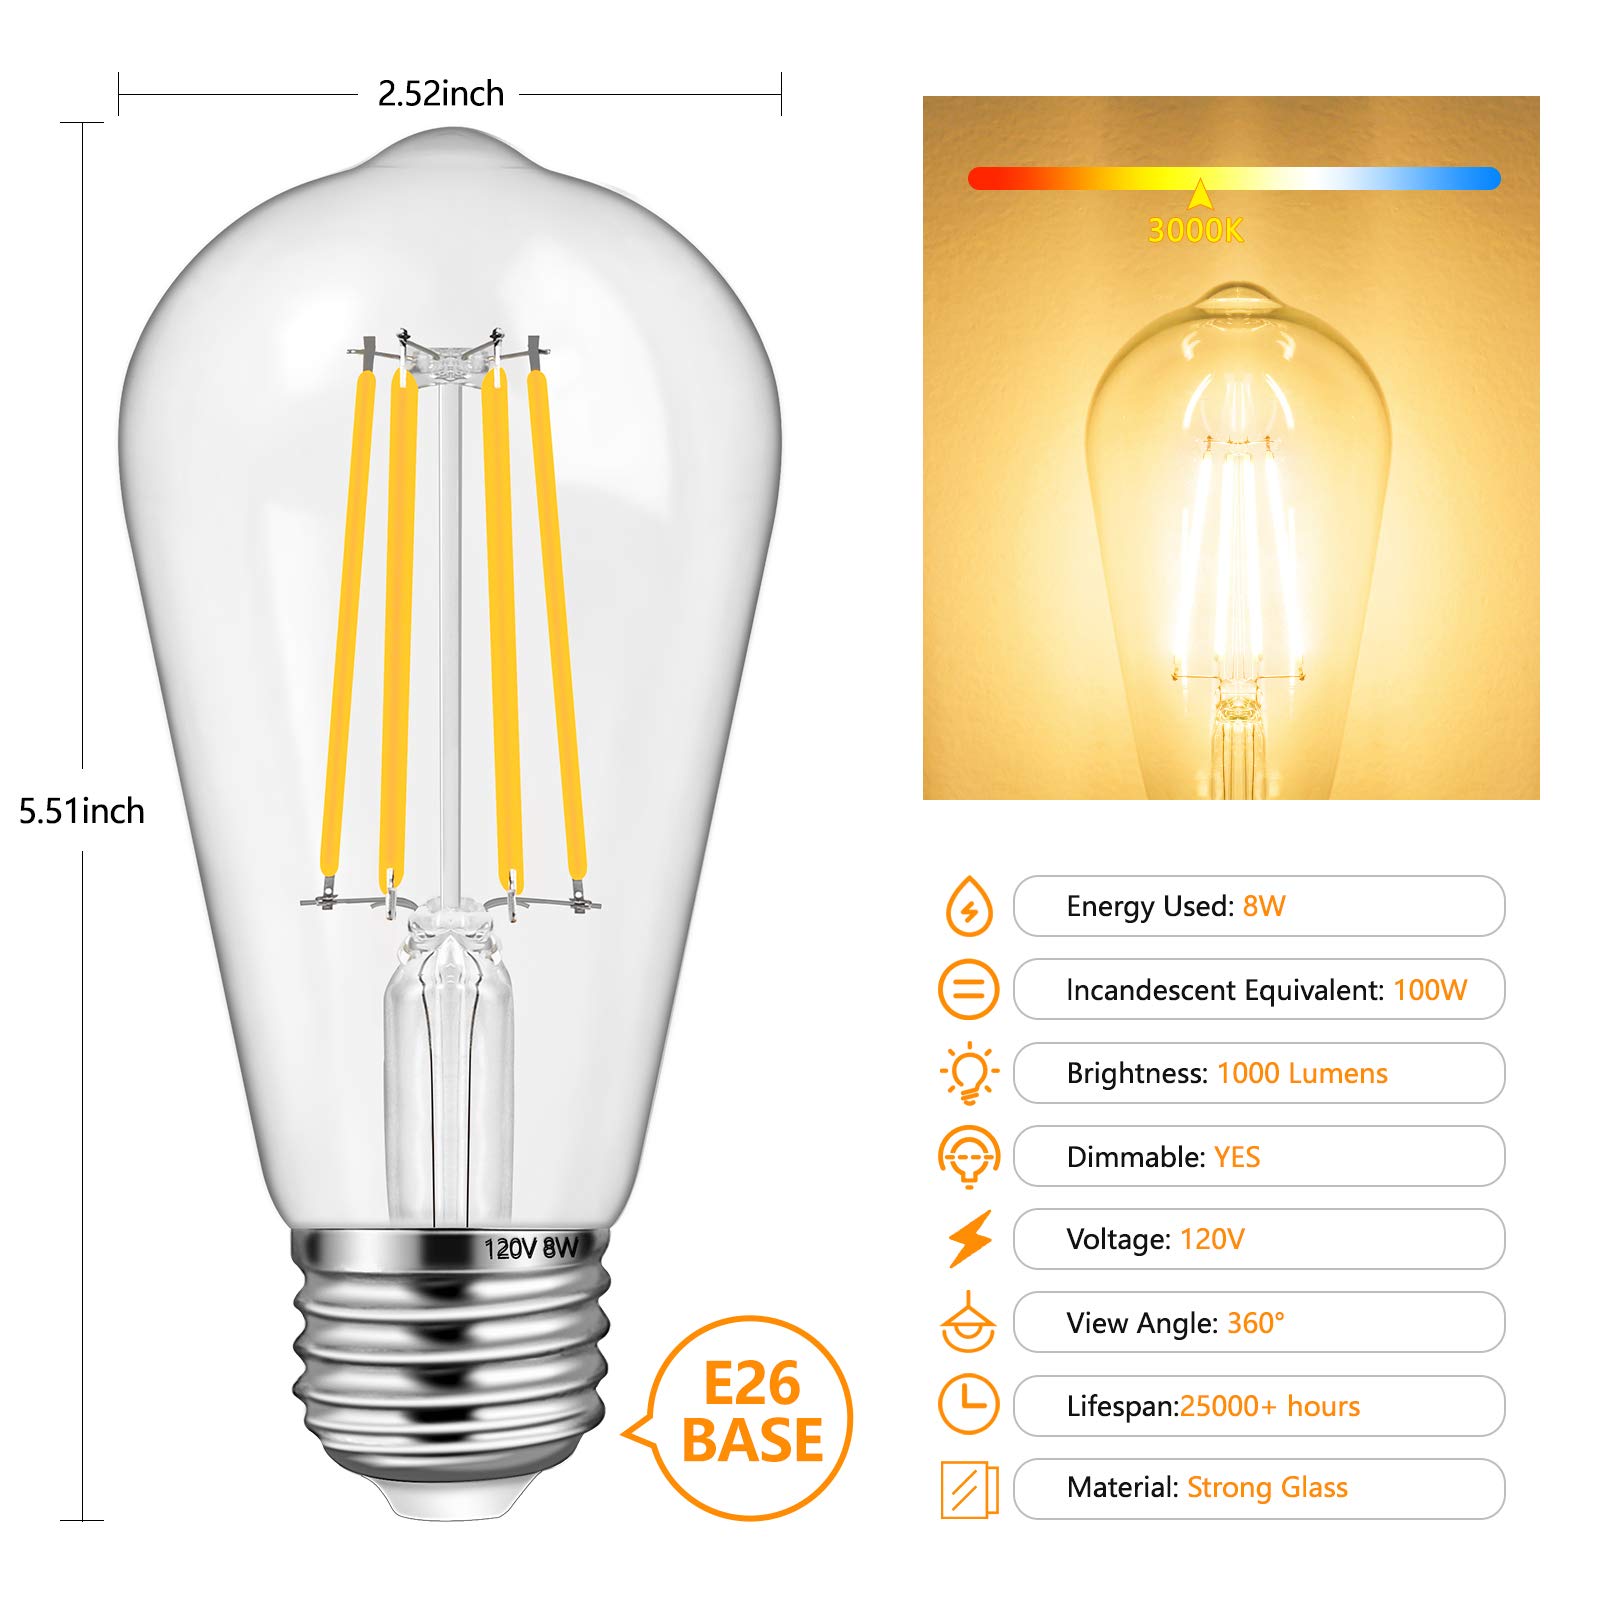 2.52inch
5.51inch
120V 8W
E26
BASE
3000K
Energy Used: 8W
Incandescent Equivalent: 100W
Brightness: 1000 Lumens
Dimmable: YES
Voltage: 120V
View Angle: 360°
Lifespan:25000+ hours
Material: Strong Glass